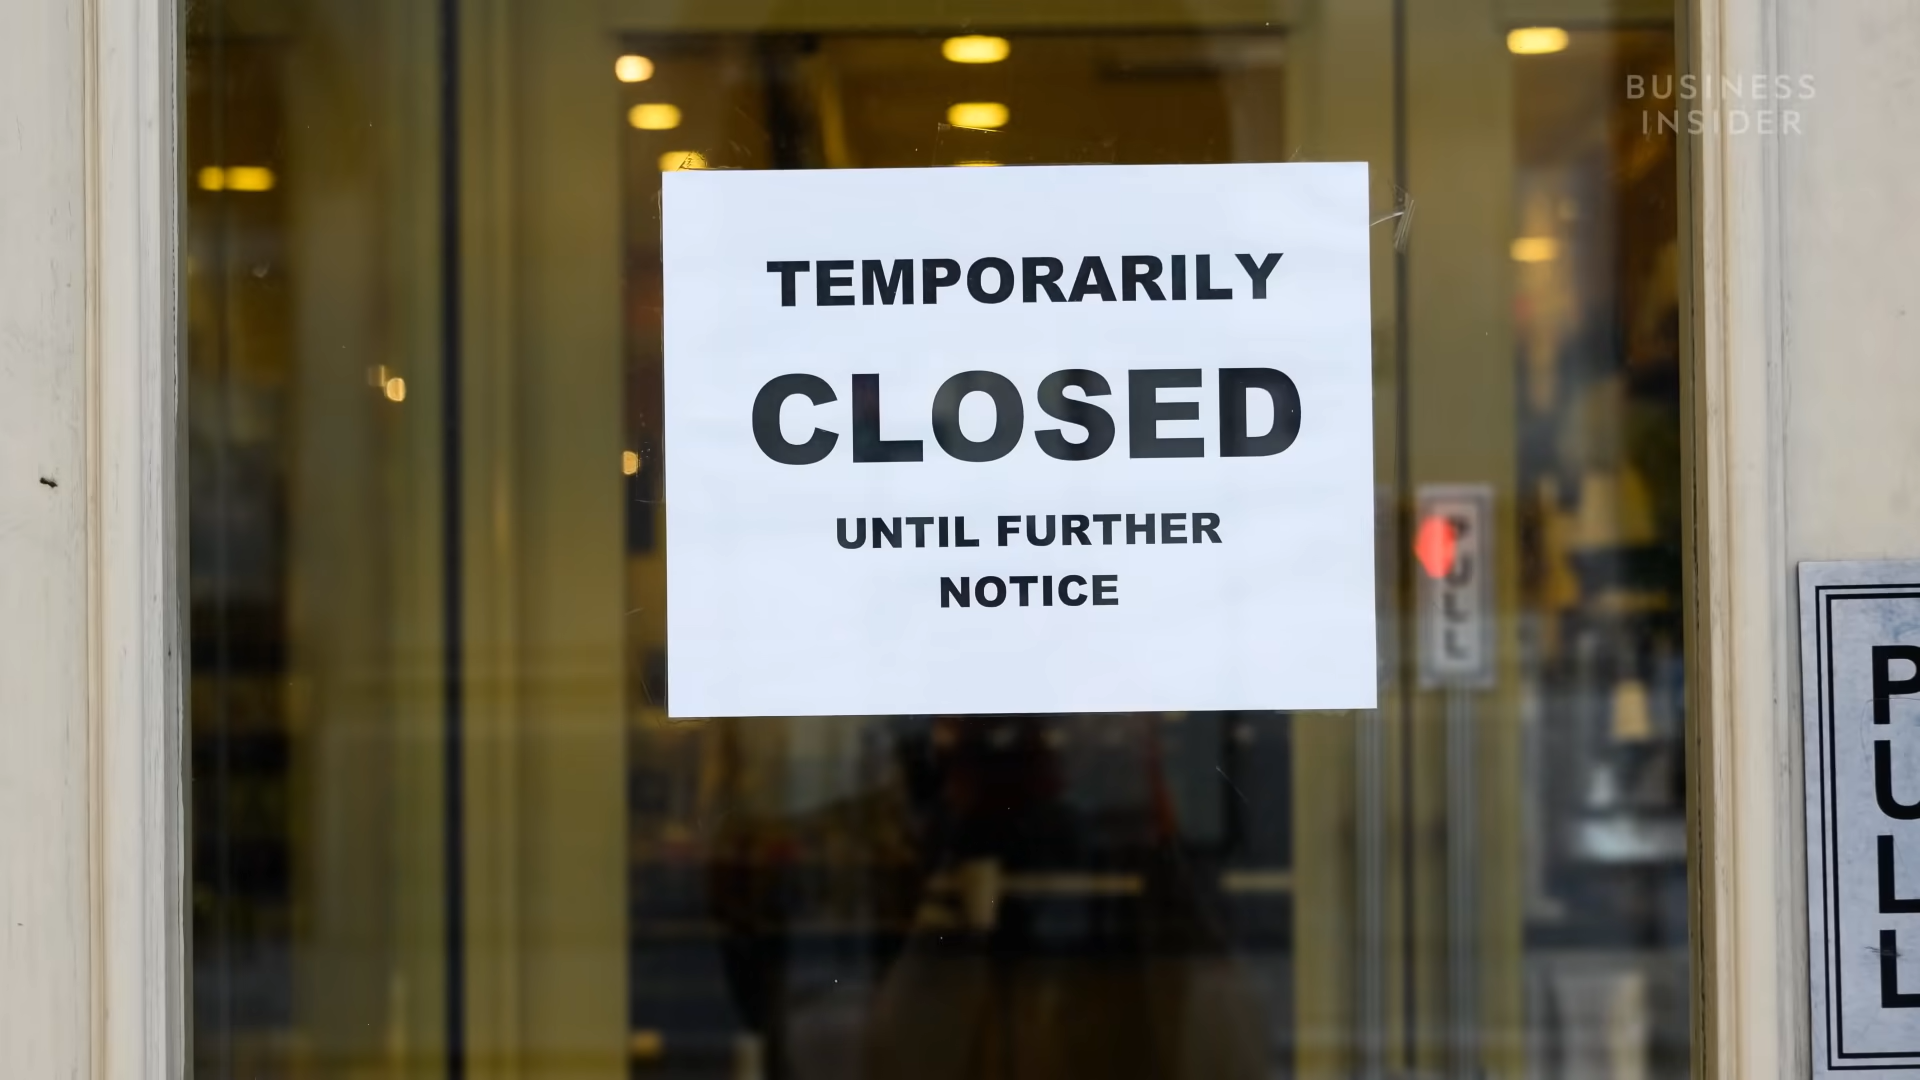 BUSINESS
INSIDER
TEMPORARILY
CLOSED
UNTIL FURTHER
NOTICE
PULL
P
U
L
L